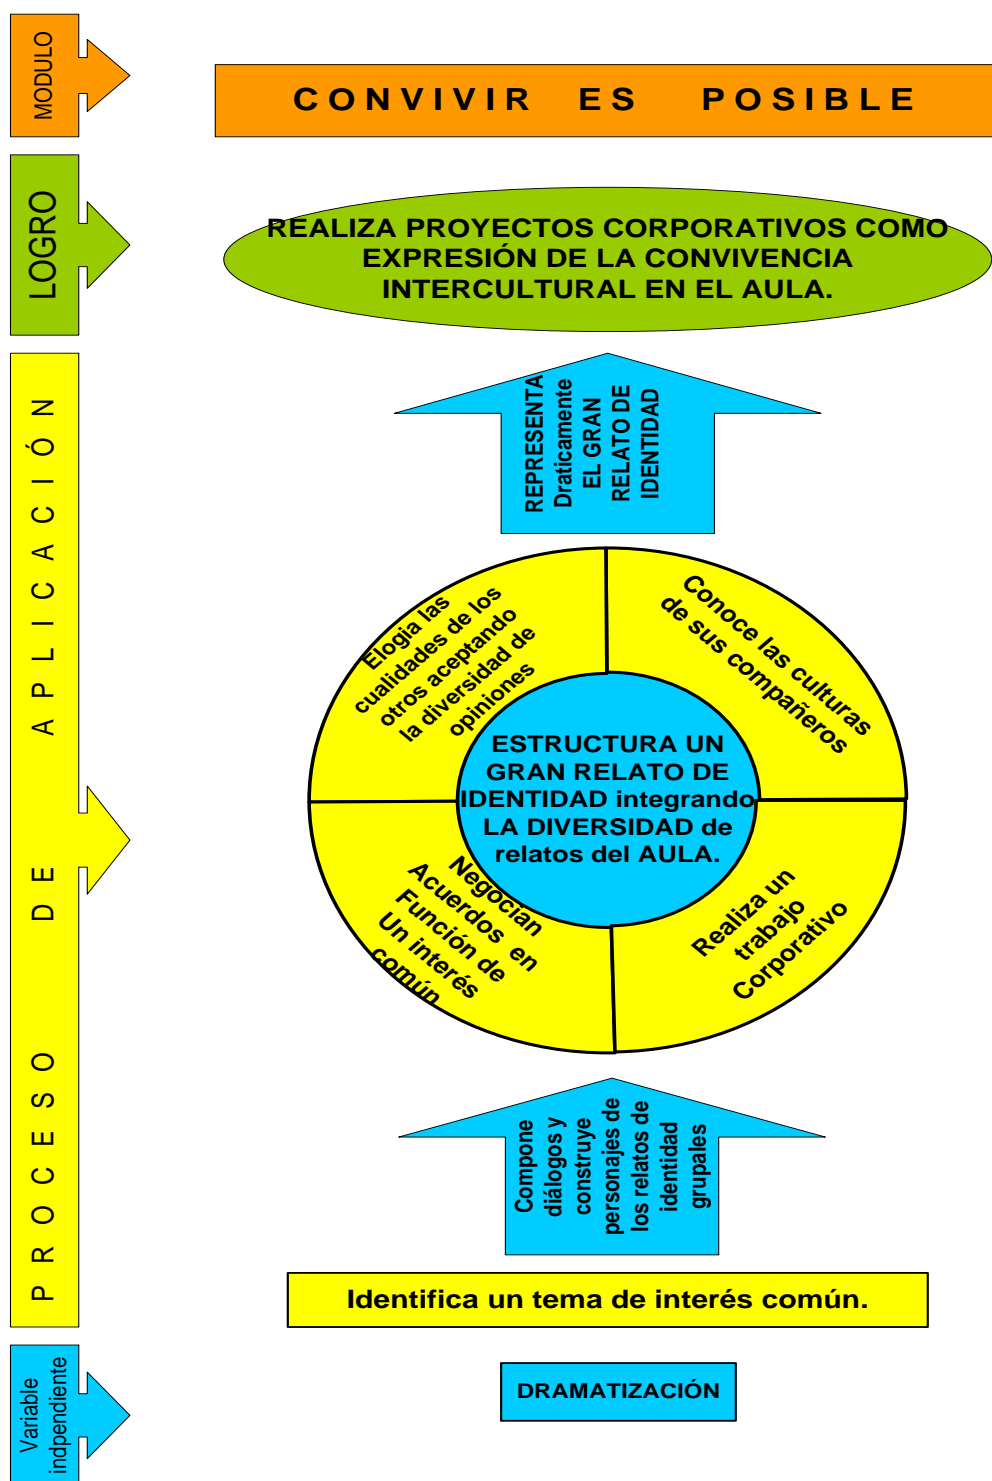 MODULO
CONVIVIR ES POSIBLE
LOGRO
REALIZA PROYECTOS CORPORATIVOS COMO
EXPRESIÓN DE LA CONVIVENCIA
INTERCULTURAL EN EL AULA.
PROCESO DE APLICACIÓN
REPRESENTA
Draticamente
EL GRAN
RELATO DE
IDENTIDAD
Elogia las
cualidades de los
otros aceptando
la diversidad de
opiniones
Conoce las culturas
de sus compañeros
ESTRUCTURA UN
GRAN RELATO DE
IDENTIDAD integrando
LA DIVERSIDAD de
relatos del AULA.
Negocian
Acuerdos en
Función de
Un interés
común
Realiza un
trabajo
Corporativo
Compone
diálogos y
construye
personajes de
los relatos de
identidad
grupales
Identifica un tema de interés común.
Variable
indpendiente
DRAMATIZACIÓN